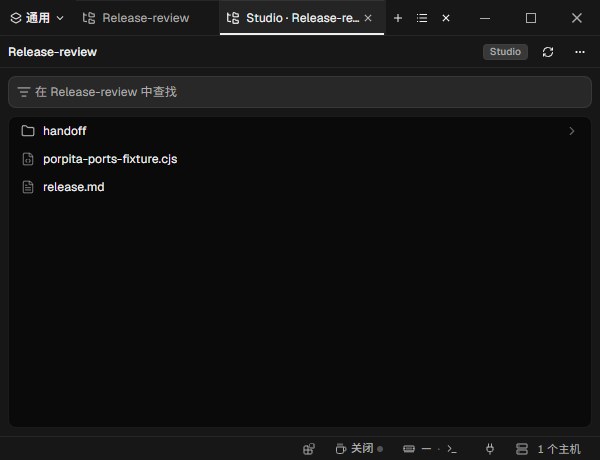 通用
Release-review
Studio · Release-re...
Release-review
Studio
在 Release-review 中查找
handoff
porpita-ports-fixture.cjs
release.md
关闭
1 个主机